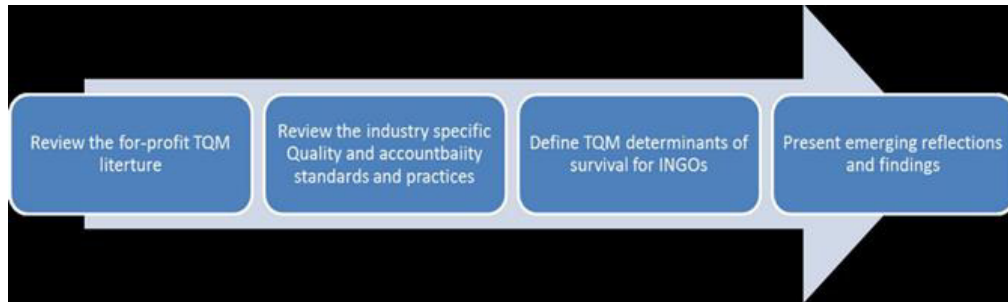 Review the for-profit TQM
literture
Review the industry specific
Quality and accountbaiity
standards and practices
Define TQM determinants of
survival for INGOs
Present emerging reflections
and findings